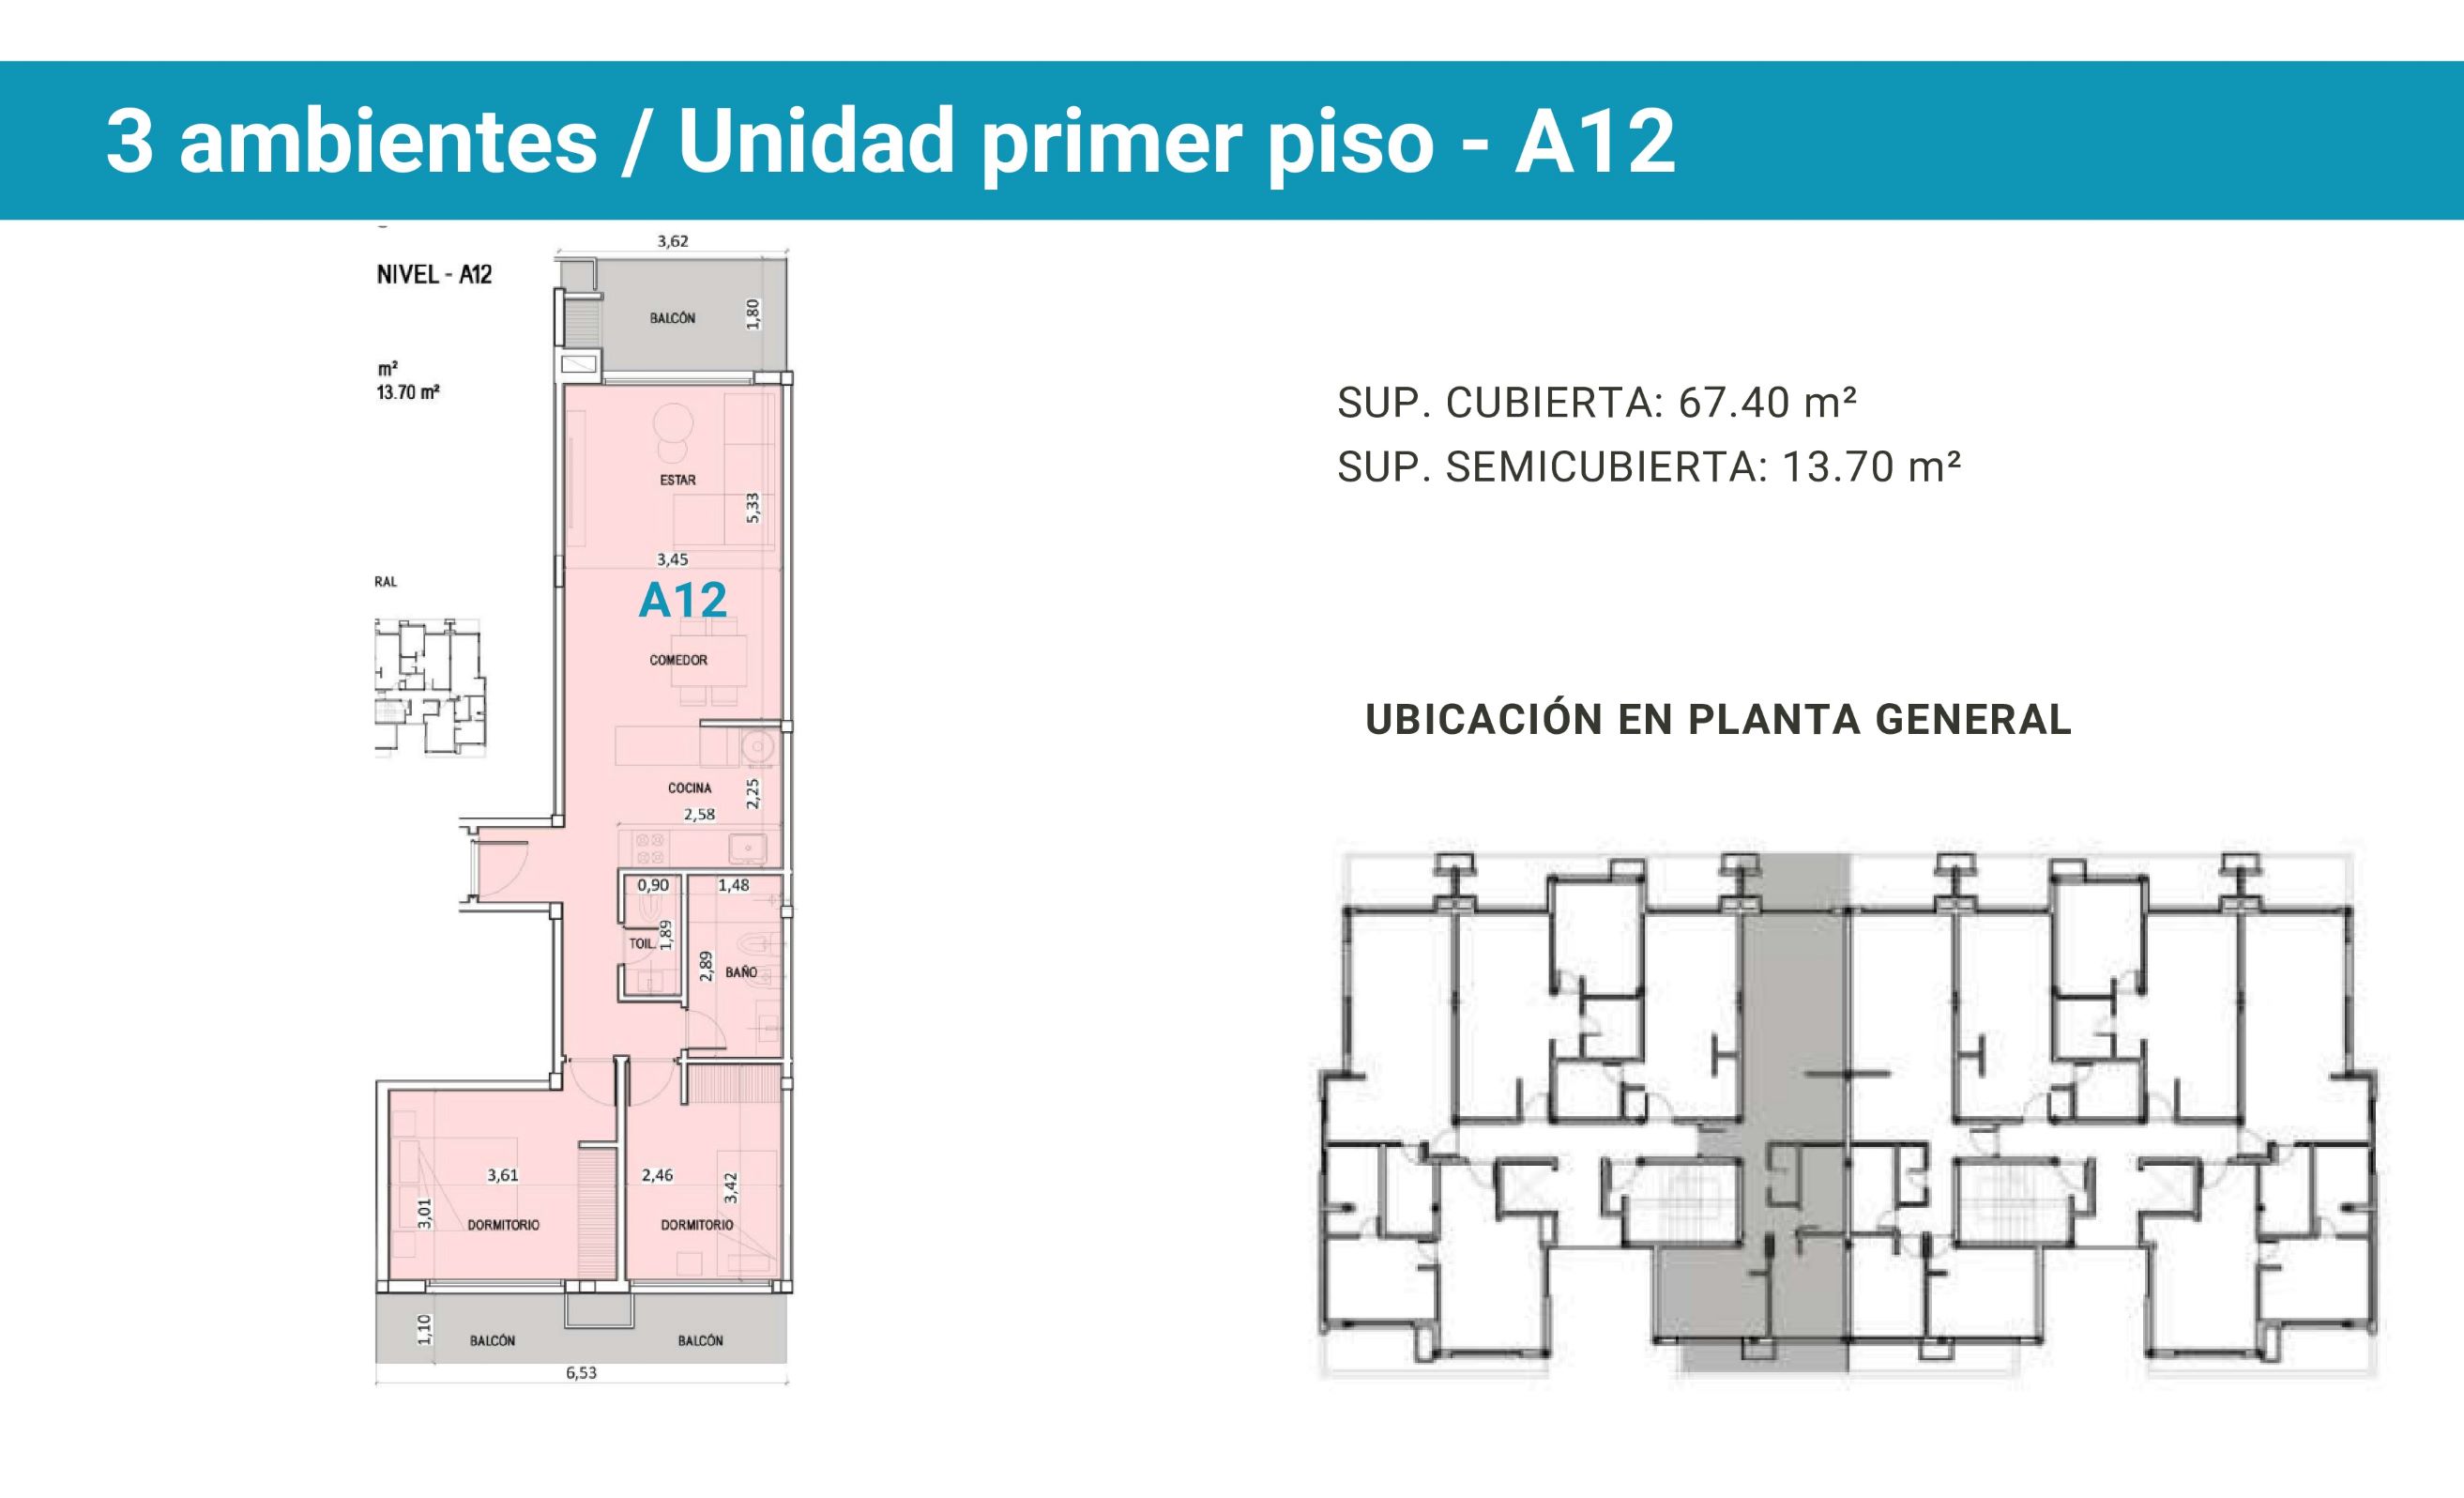 3 ambientes / Unidad primer piso - A12
NIVEL - A12
m²
13.70 m²
RAL
3,62
BALCÓN
1,80
ESTAR
5,33
3,45
A12
COMEDOR
COCINA
2,25
2,58
0,90
1,48
TOIL.
1,89
2,89
BAÑO
3,61
2,46
3,42
3,01
DORMITORIO
DORMITORIO
1,10
BALCÓN
BALCÓN
6,53
SUP. CUBIERTA: 67.40 m²
SUP. SEMICUBIERTA: 13.70 m²
UBICACIÓN EN PLANTA GENERAL